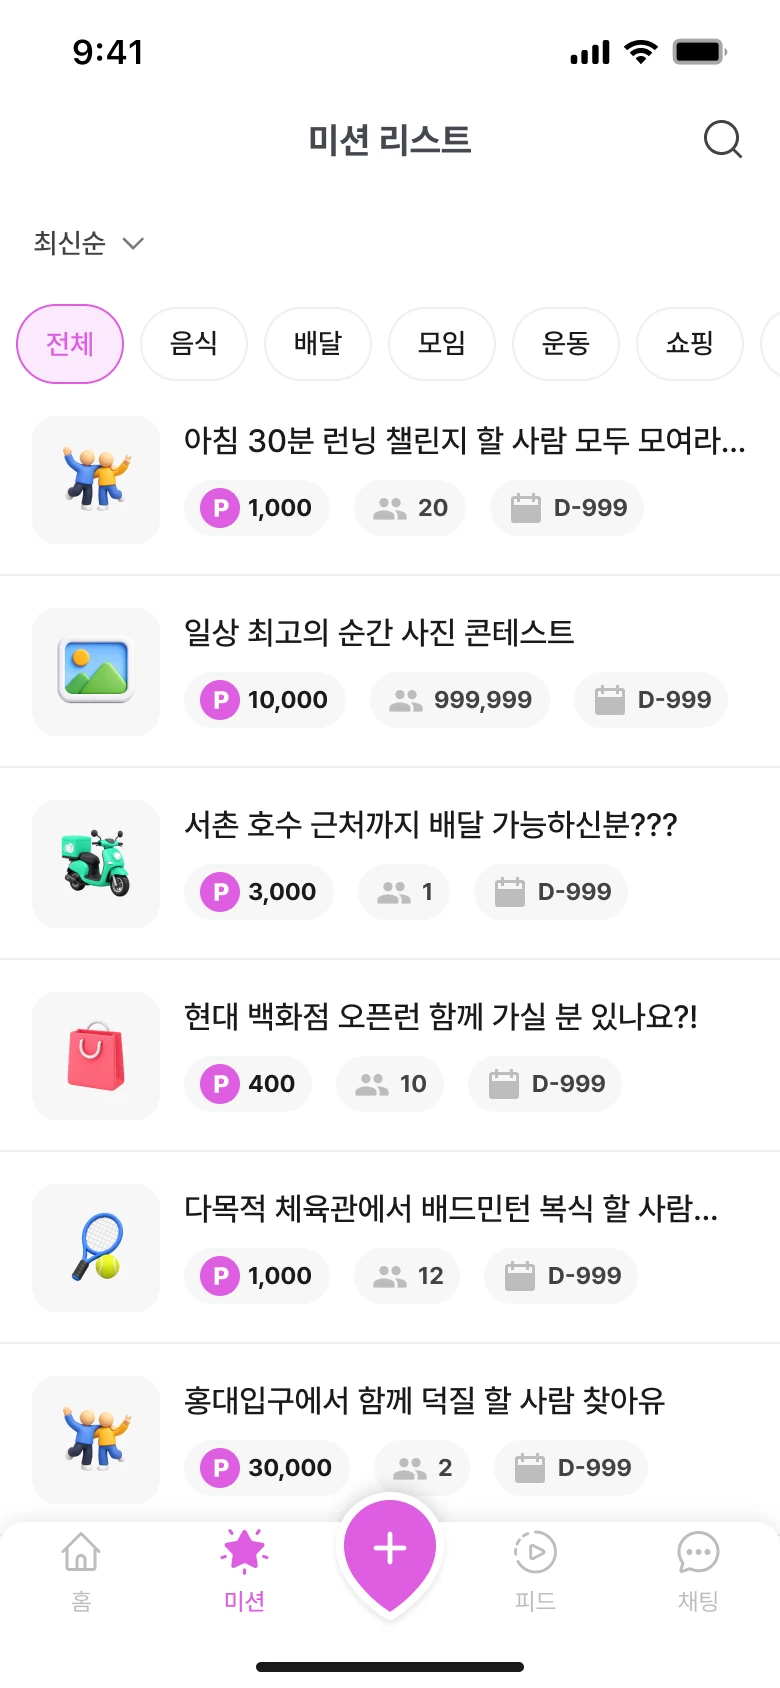 9:41
미션 리스트
최신순
전체 음식 배달 모임 운동 쇼핑
아침 30분 런닝 챌린지 할 사람 모두 모여라...
P 1,000 20 D-999
일상 최고의 순간 사진 콘테스트
P 10,000 999,999 D-999
서촌 호수 근처까지 배달 가능하신분???
P 3,000 1 D-999
현대 백화점 오픈런 함께 가실 분 있나요?!
P 400 10 D-999
다목적 체육관에서 배드민턴 복식 할 사람...
P 1,000 12 D-999
홍대입구에서 함께 덕질 할 사람 찾아유
P 30,000 2 D-999
홈 미션 피드 채팅